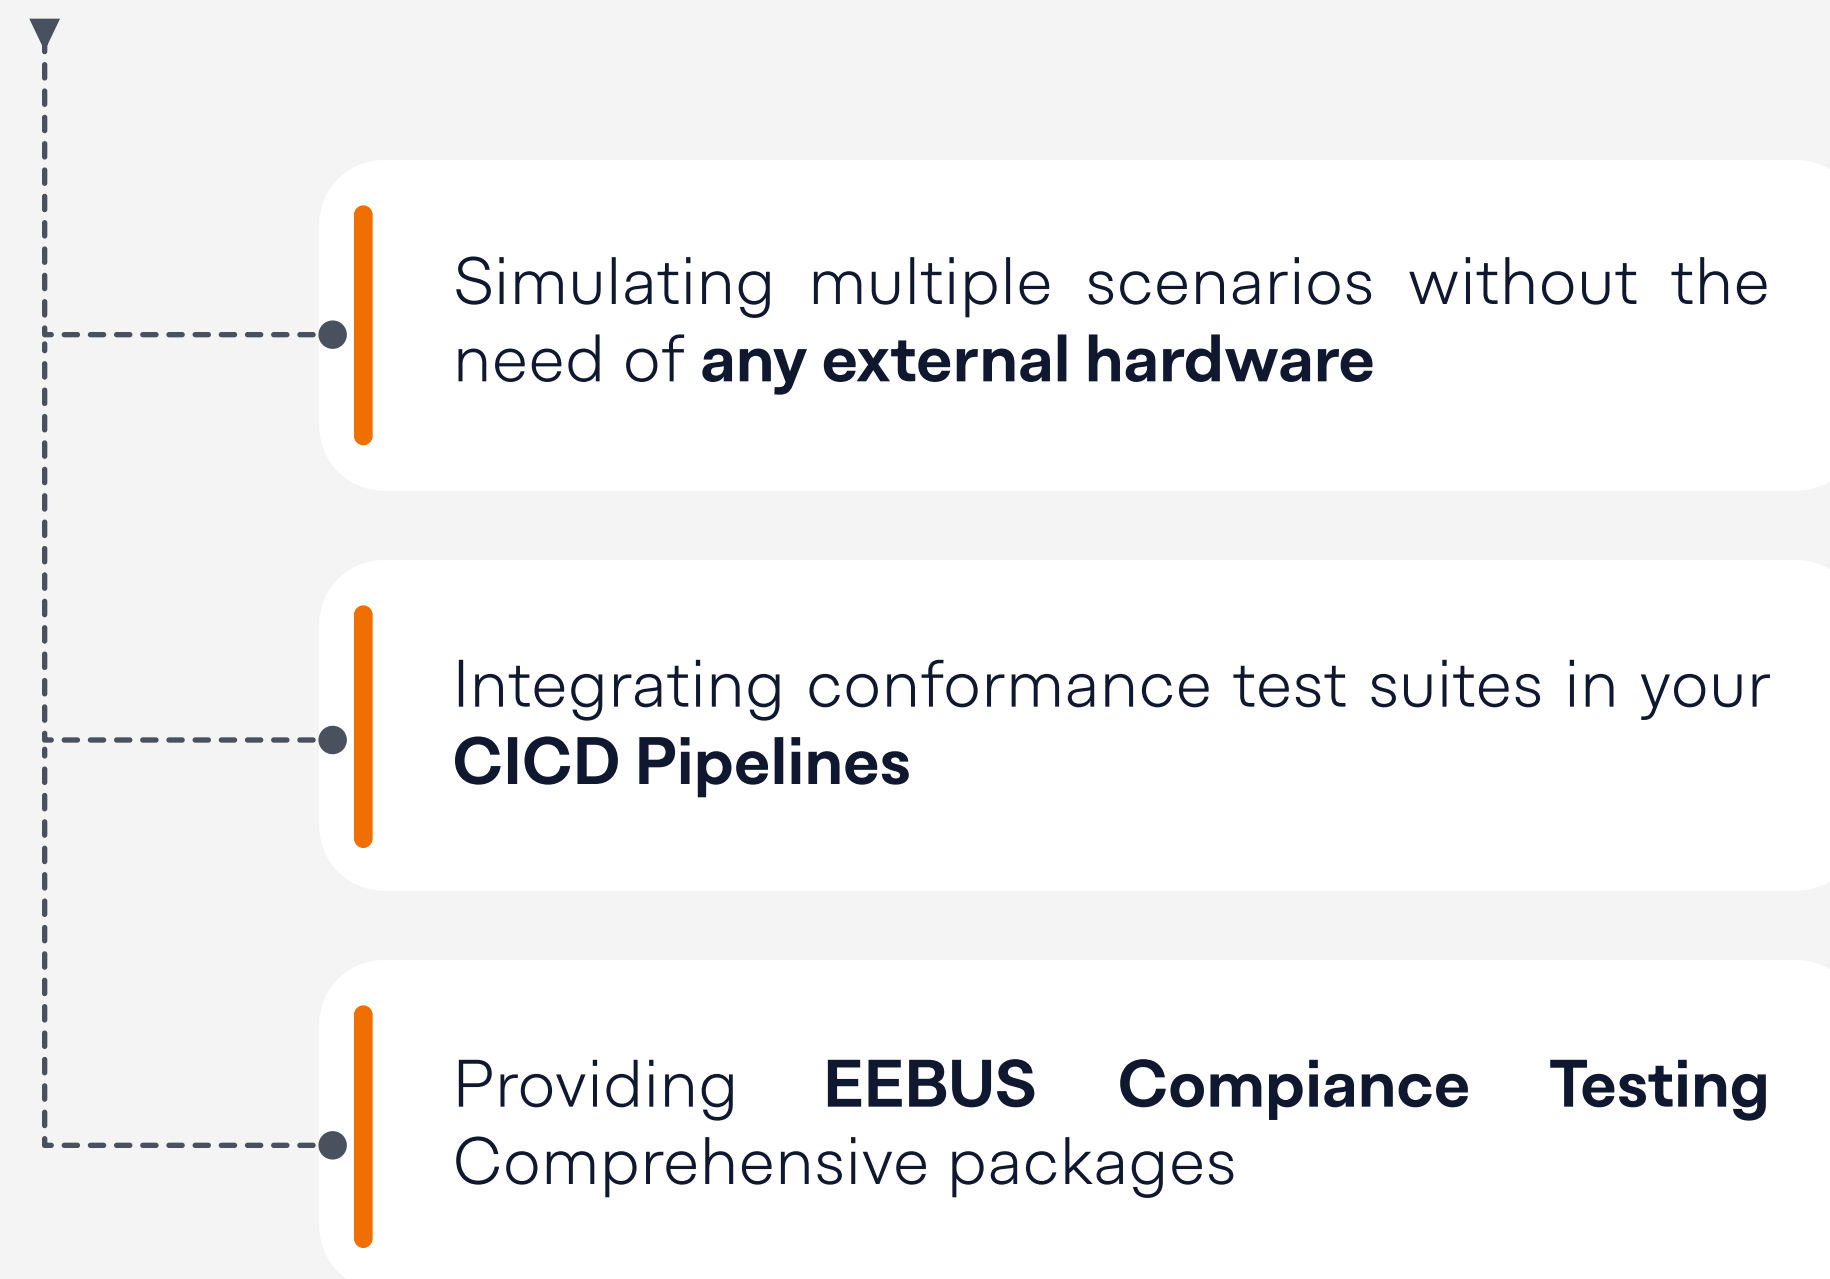 Simulating multiple scenarios without the
need of any external hardware
Integrating conformance test suites in your
CICD Pipelines
Providing EEBUS Compiance Testing
Comprehensive packages